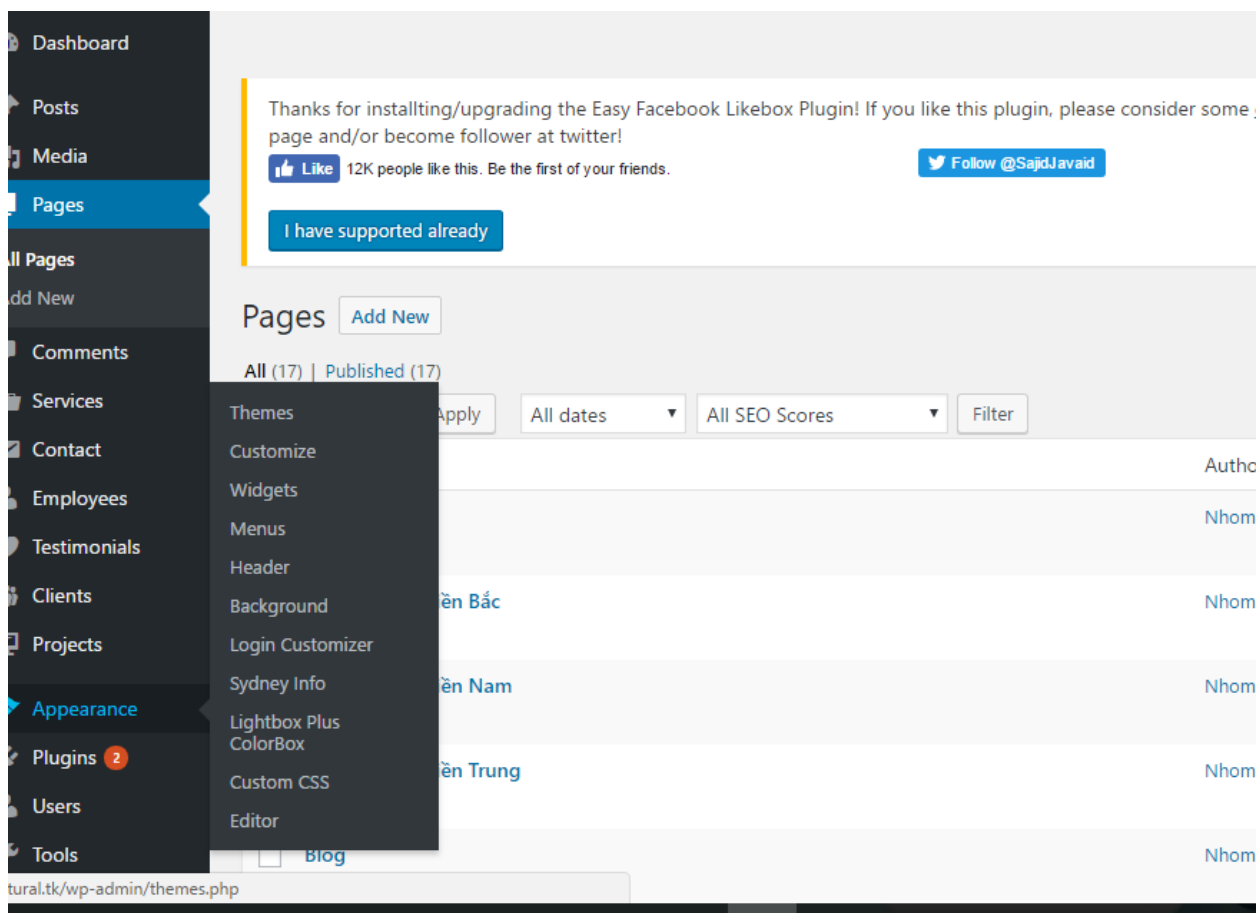 Dashboard
Posts
Media
Pages
All Pages
Add New
Comments
Services
Contact
Employees
Testimonials
Clients
Projects
Appearance
Plugins 2
Users
Tools
Themes
Customize
Widgets
Menus
Header
Background
Login Customizer
Sydney Info
Lightbox Plus
ColorBox
Custom CSS
Editor
Thanks for installting/upgrading the Easy Facebook Likebox Plugin! If you like this plugin, please consider some
page and/or become follower at twitter!
Like 12K people like this. Be the first of your friends.
Follow @SajidJavaid
I have supported already
Pages Add New
All (17) | Published (17)
Apply All dates All SEO Scores Filter
Autho
Nhom
ền Bắc Nhom
ền Nam Nhom
ền Trung Nhom
Blog Nhom
tural.tk/wp-admin/themes.php